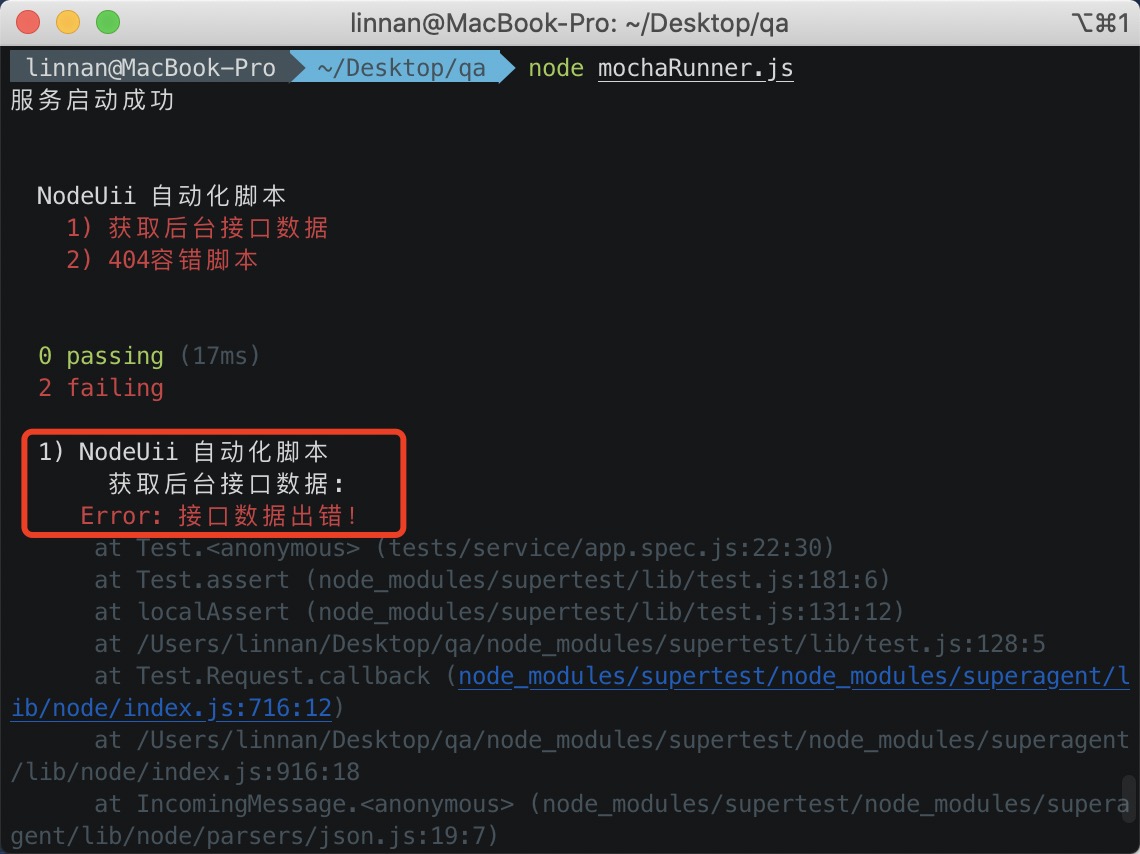 linnan@MacBook-Pro: ~/Desktop/qa ⌥⌘1
linnan@MacBook-Pro ~/Desktop/qa node mochaRunner.js
服务启动成功
NodeUii 自动化脚本
1) 获取后台接口数据
2) 404容错脚本
0 passing (17ms)
2 failing
1) NodeUii 自动化脚本
获取后台接口数据:
Error: 接口数据出错!
at Test.<anonymous> (tests/service/app.spec.js:22:30)
at Test.assert (node_modules/supertest/lib/test.js:181:6)
at localAssert (node_modules/supertest/lib/test.js:131:12)
at /Users/linnan/Desktop/qa/node_modules/supertest/lib/test.js:128:5
at Test.Request.callback (node_modules/supertest/node_modules/superagent/l
ib/node/index.js:716:12)
at /Users/linnan/Desktop/qa/node_modules/supertest/node_modules/superagent
/lib/node/index.js:916:18
at IncomingMessage.<anonymous> (node_modules/supertest/node_modules/supera
gent/lib/node/parsers/json.js:19:7)